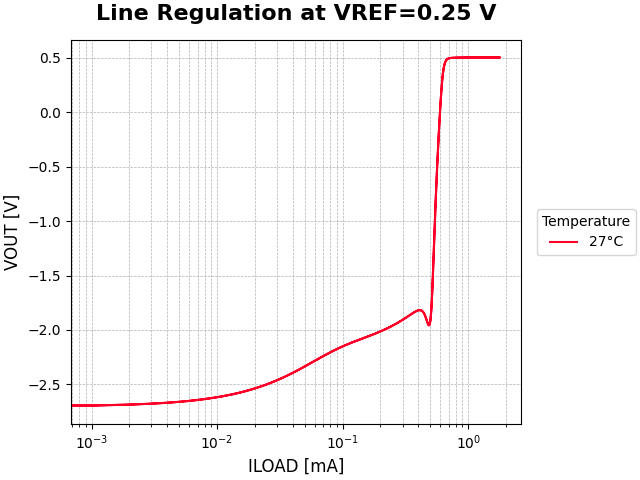 Line Regulation at VREF=0.25 V
VOUT [V]
0.5
0.0
−0.5
−1.0
−1.5
−2.0
−2.5
10⁻³
10⁻²
10⁻¹
10⁰
ILOAD [mA]
Temperature
27°C